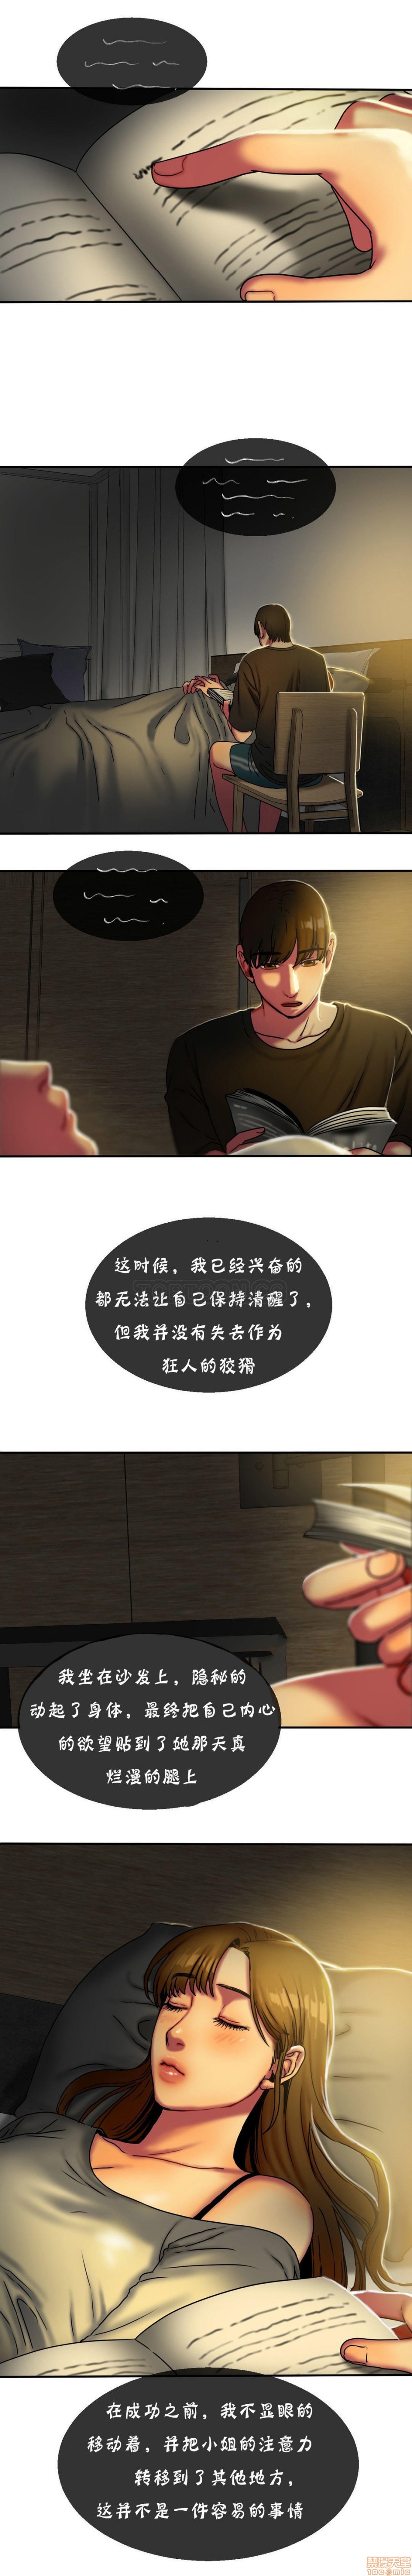 这时候，我已经兴奋的
都无法让自己保持清醒了，
但我并没有失去作为
狂人的狡猾
我坐在沙发上，隐秘的
动起了身体，最终把自己内心
的欲望贴到了她那天真
烂漫的腿上
在成功之前，我不显眼的
移动着，并把小姐的注意力
转移到了其他地方，
这并不是一件容易的事情
禁漫天堂